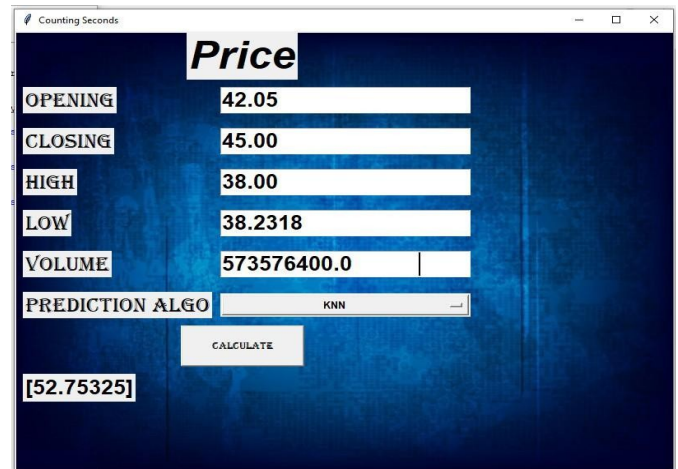 Counting Seconds
Price
OPENING 42.05
CLOSING 45.00
HIGH 38.00
LOW 38.2318
VOLUME 573576400.0
PREDICTION ALGO KNN
CALCULATE
[52.75325]